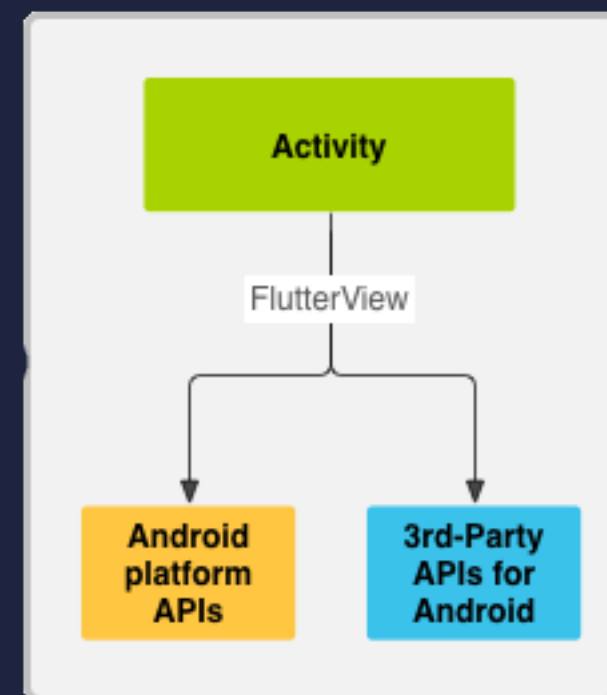 Activity
FlutterView
Android
platform
APIs
3rd-Party
APIs for
Android